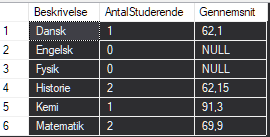 Beskrivelse AntalStuderende Gennemsnit
1 Dansk 1 62,1
2 Engelsk 0 NULL
3 Fysik 0 NULL
4 Historie 2 62,15
5 Kemi 1 91,3
6 Matematik 2 69,9